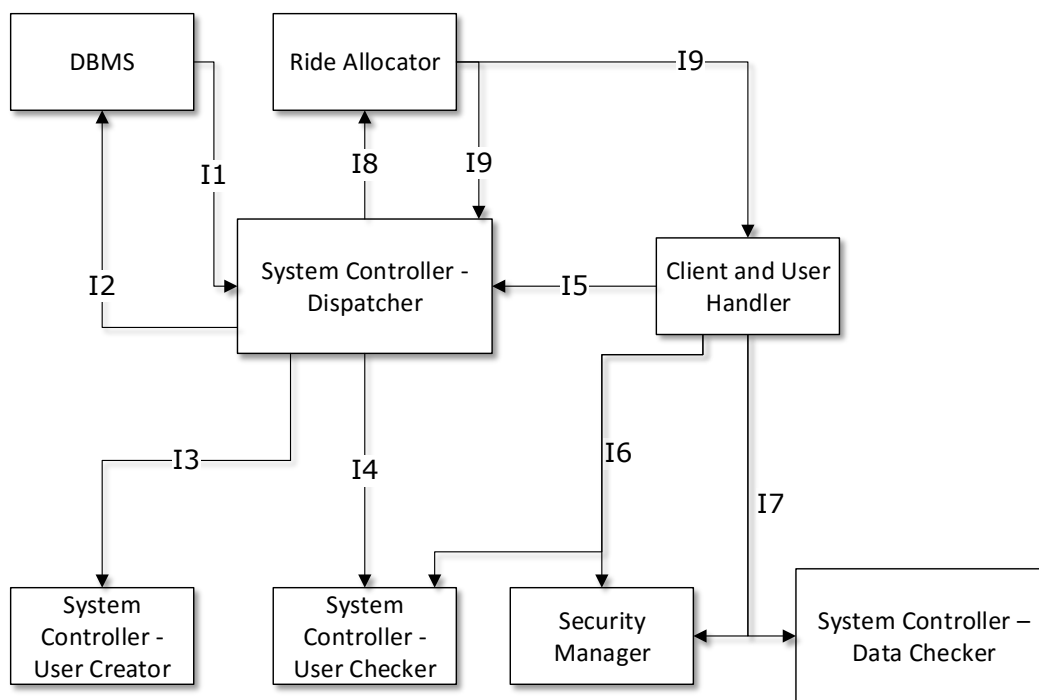 DBMS
Ride Allocator
I9
I1
I8
I9
System Controller -
Dispatcher
Client and User
Handler
I2
I5
I3
I4
I6
I7
System
Controller -
User Creator
System
Controller -
User Checker
Security
Manager
System Controller –
Data Checker